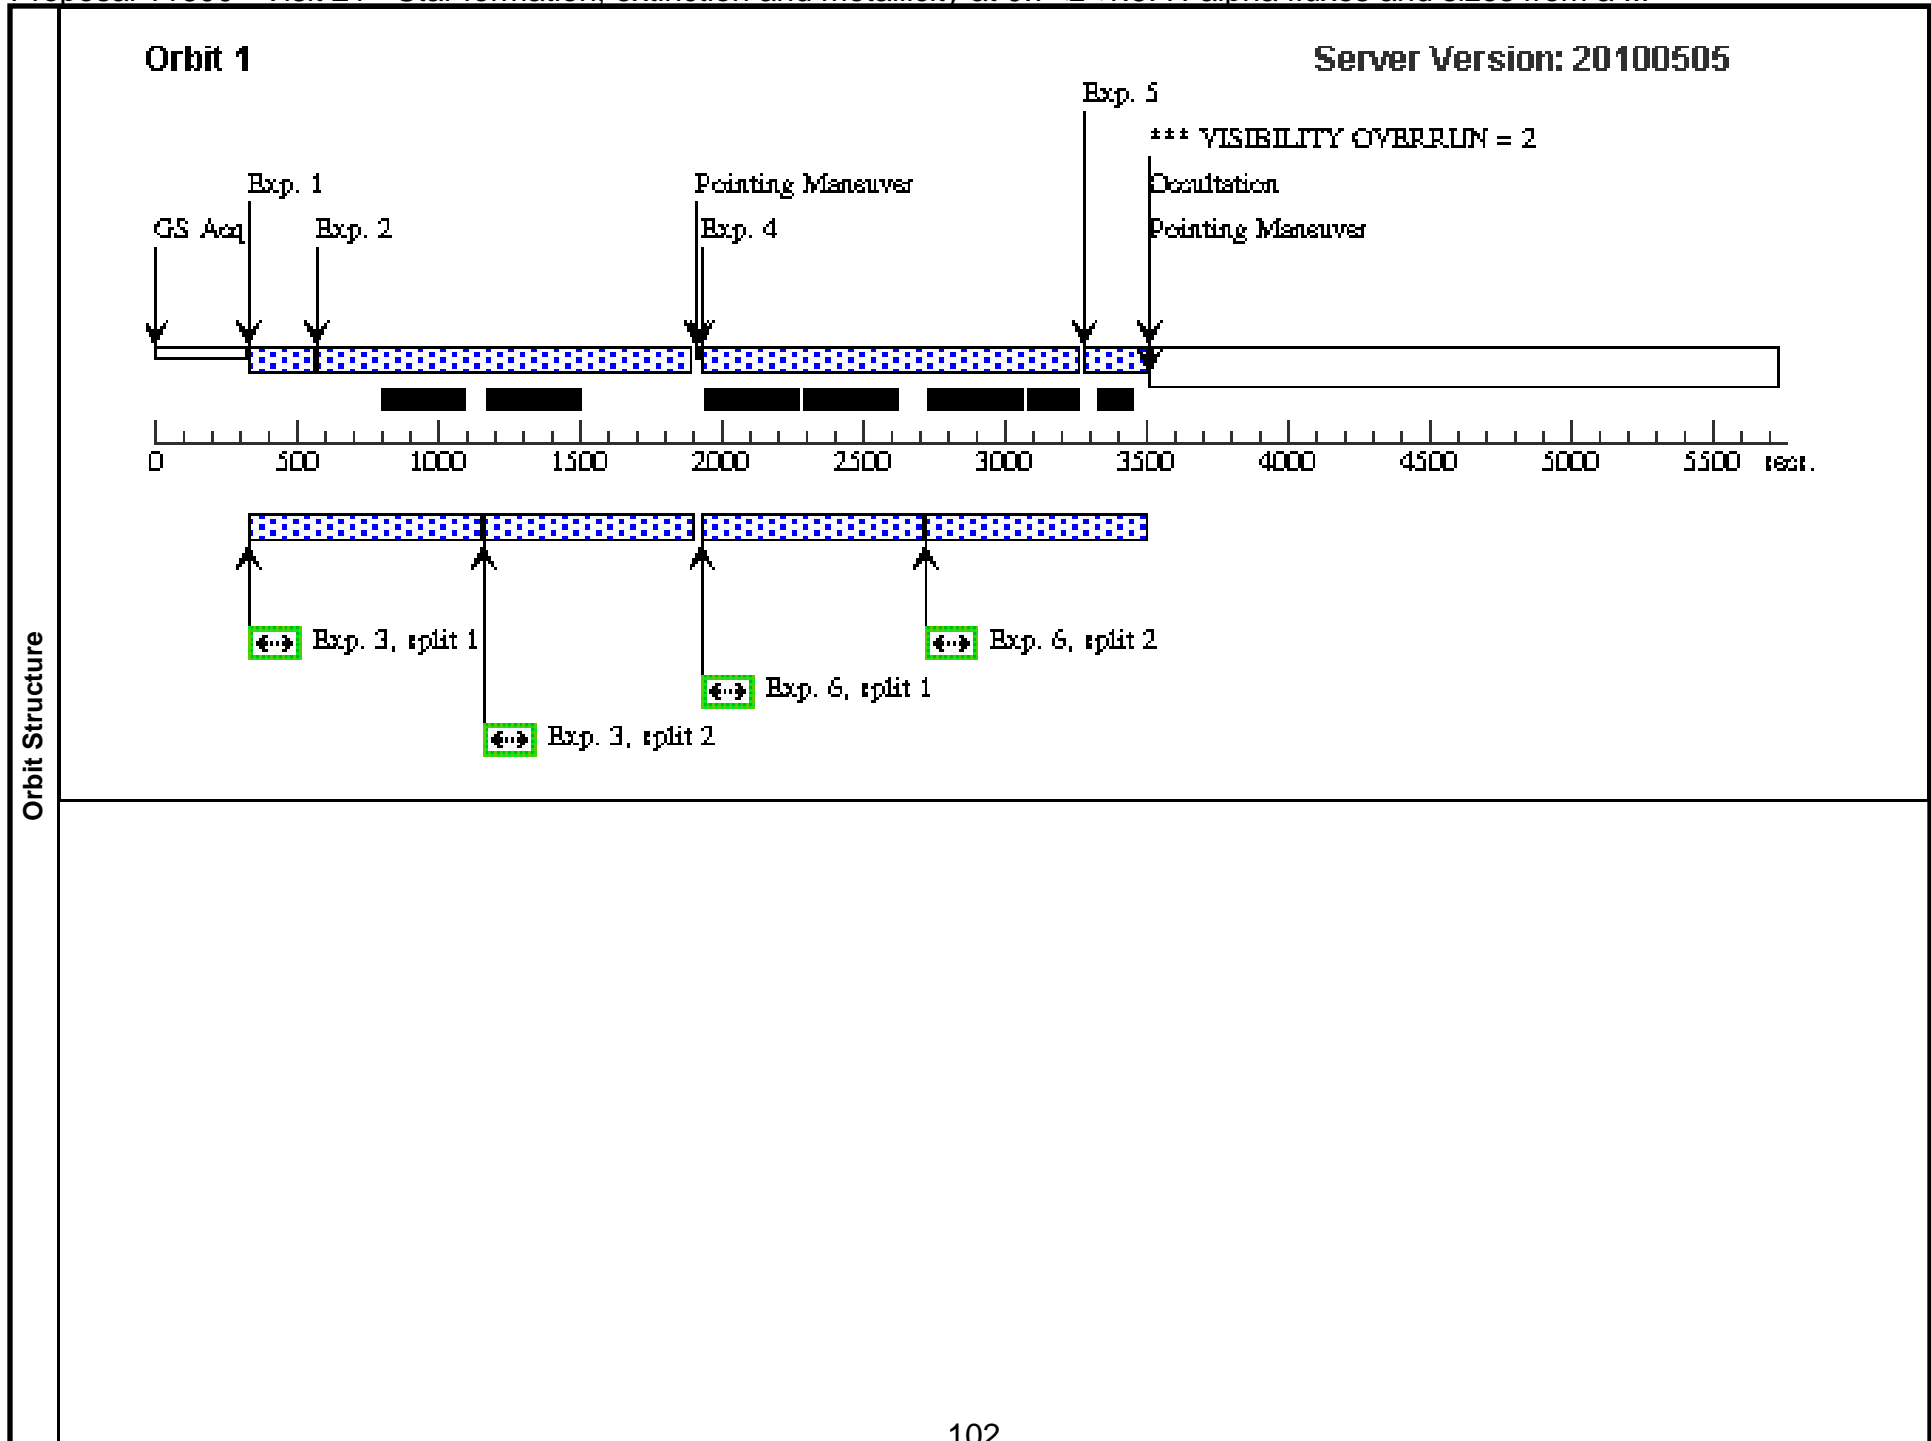 Orbit 1
Server Version: 20100505
Exp. 5
*** VISIBILITY OVERRUN = 2
Exp. 1
Pointing Maneuver
Occultation
GS Acq
Exp. 2
Exp. 4
Pointing Maneuver
0 500 1000 1500 2000 2500 3000 3500 4000 4500 5000 5500 secs.
Exp. 3, split 1
Exp. 6, split 2
Exp. 6, split 1
Exp. 3, split 2
Orbit Structure
102